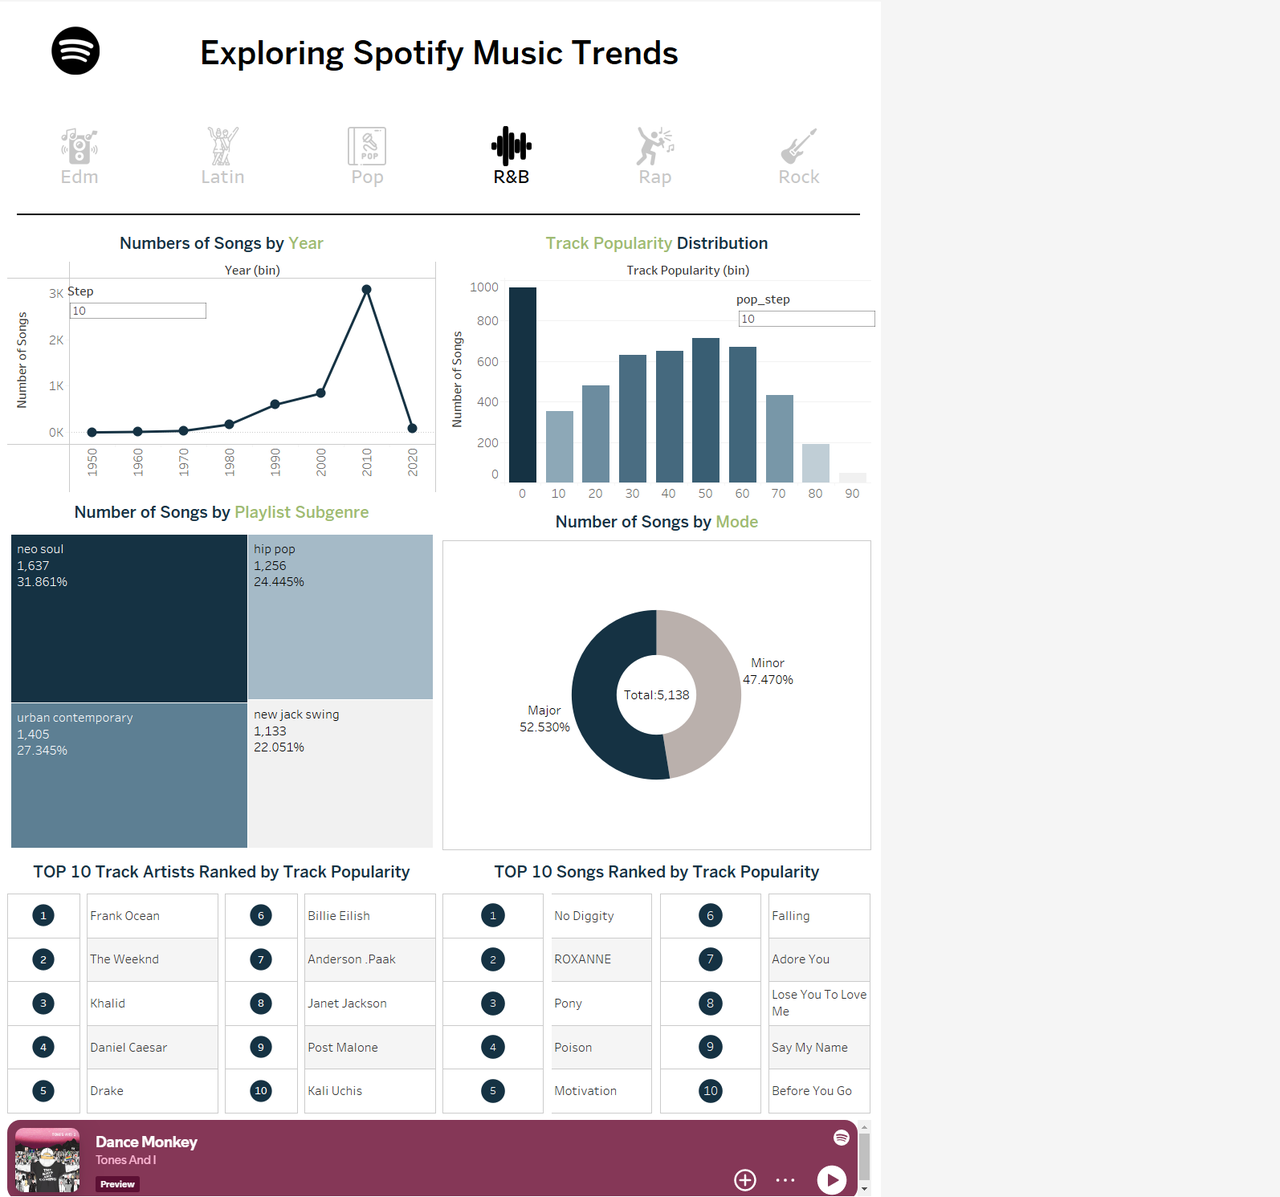 Exploring Spotify Music Trends
Edm
Latin
Pop
POP
R&B
Rap
Rock
Numbers of Songs by Year
Year (bin)
Step
10
Number of Songs
3K
2K
1K
0K
1950
1960
1970
1980
1990
2000
2010
2020
Track Popularity Distribution
Track Popularity (bin)
pop_step
10
Number of Songs
1000
800
600
400
200
0
0
10
20
30
40
50
60
70
80
90
Number of Songs by Playlist Subgenre
neo soul
1,637
31.861%
hip pop
1,256
24.445%
urban contemporary
1,405
27.345%
new jack swing
1,133
22.051%
Number of Songs by Mode
Minor
47.470%
Total:5,138
Major
52.530%
TOP 10 Track Artists Ranked by Track Popularity
1 Frank Ocean 6 Billie Eilish
2 The Weeknd 7 Anderson .Paak
3 Khalid 8 Janet Jackson
4 Daniel Caesar 9 Post Malone
5 Drake 10 Kali Uchis
TOP 10 Songs Ranked by Track Popularity
1 No Diggity 6 Falling
2 ROXANNE 7 Adore You
3 Pony 8 Lose You To Love
Me
4 Poison 9 Say My Name
5 Motivation 10 Before You Go
Dance Monkey
Tones And I
Preview